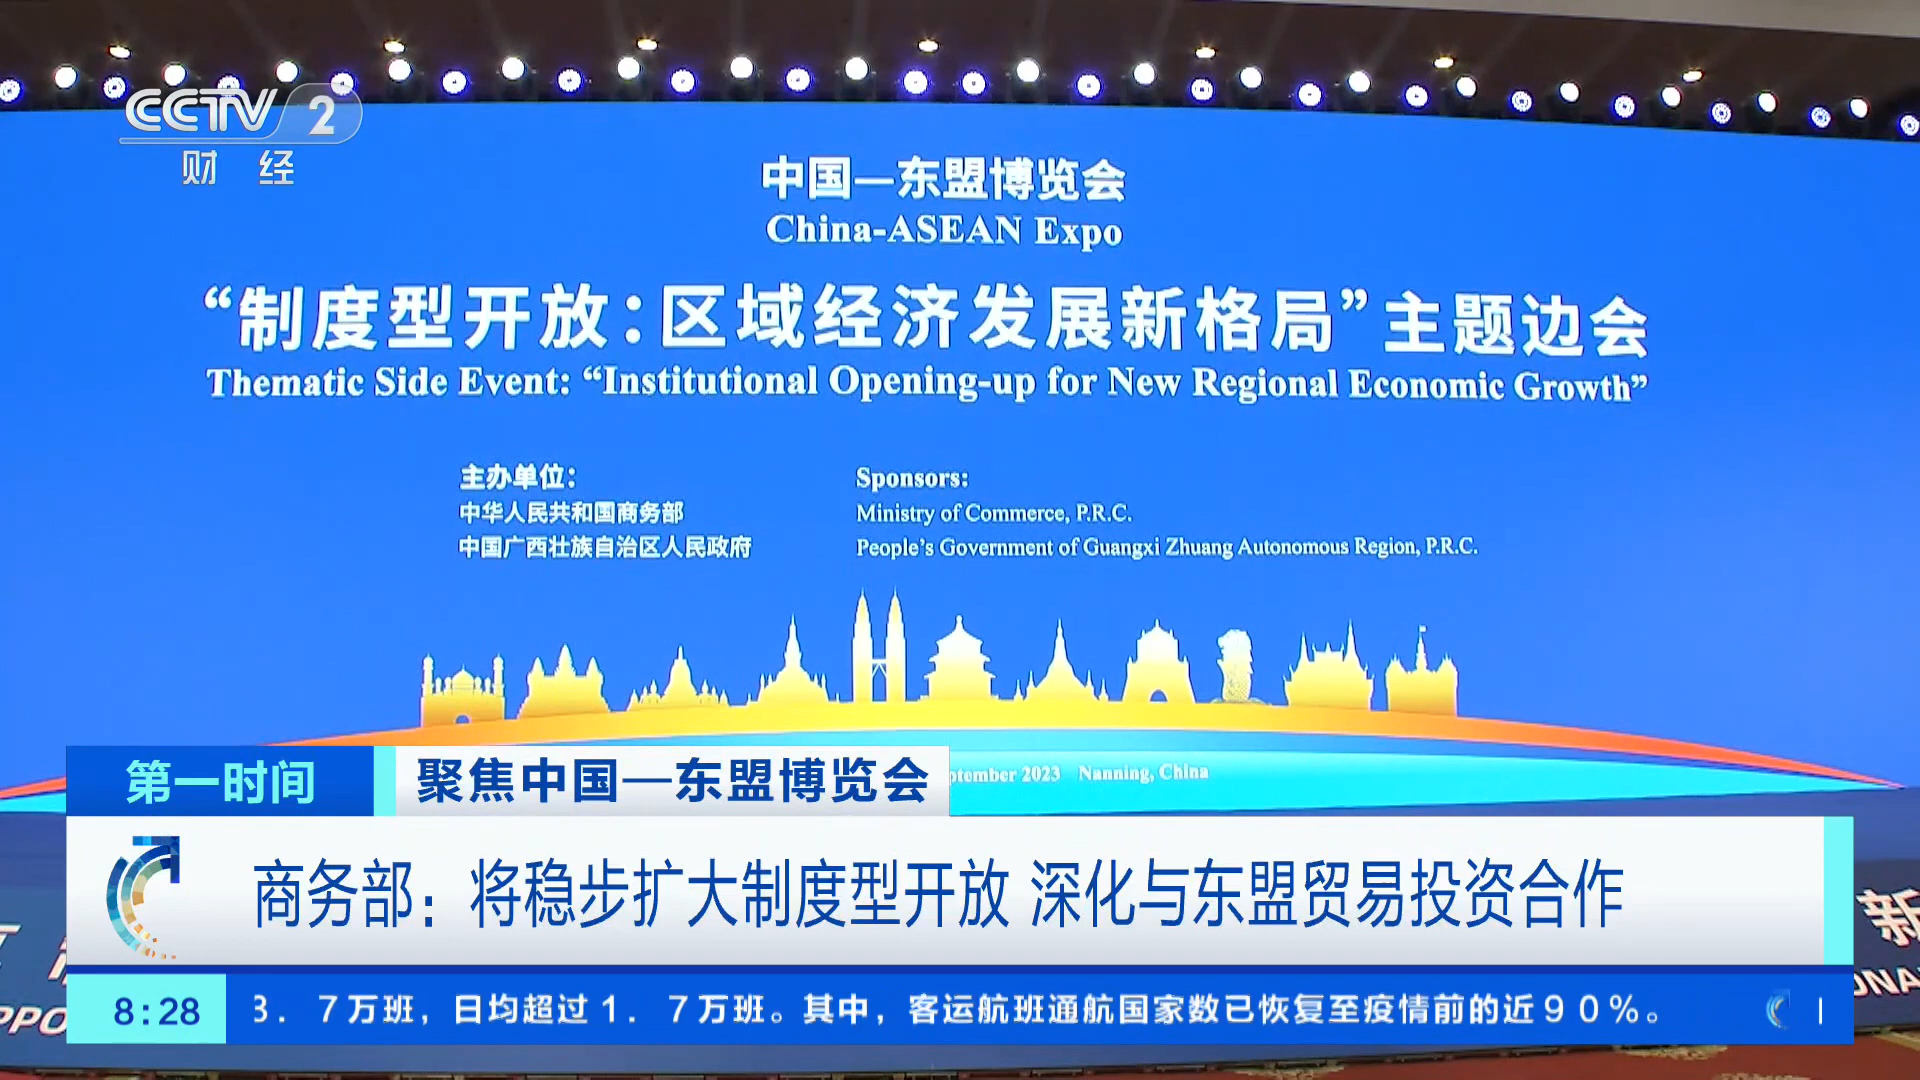 CCTV 2
财 经
中国—东盟博览会
China-ASEAN Expo
“制度型开放：区域经济发展新格局”主题边会
Thematic Side Event: “Institutional Opening-up for New Regional Economic Growth”
主办单位：
中华人民共和国商务部
中国广西壮族自治区人民政府
Sponsors:
Ministry of Commerce, P.R.C.
People’s Government of Guangxi Zhuang Autonomous Region, P.R.C.
2023 Nanning, China
第一时间
聚焦中国—东盟博览会
商务部：将稳步扩大制度型开放 深化与东盟贸易投资合作
新
8:28
3．７万班，日均超过１．７万班。其中，客运航班通航国家数已恢复至疫情前的近９０％。